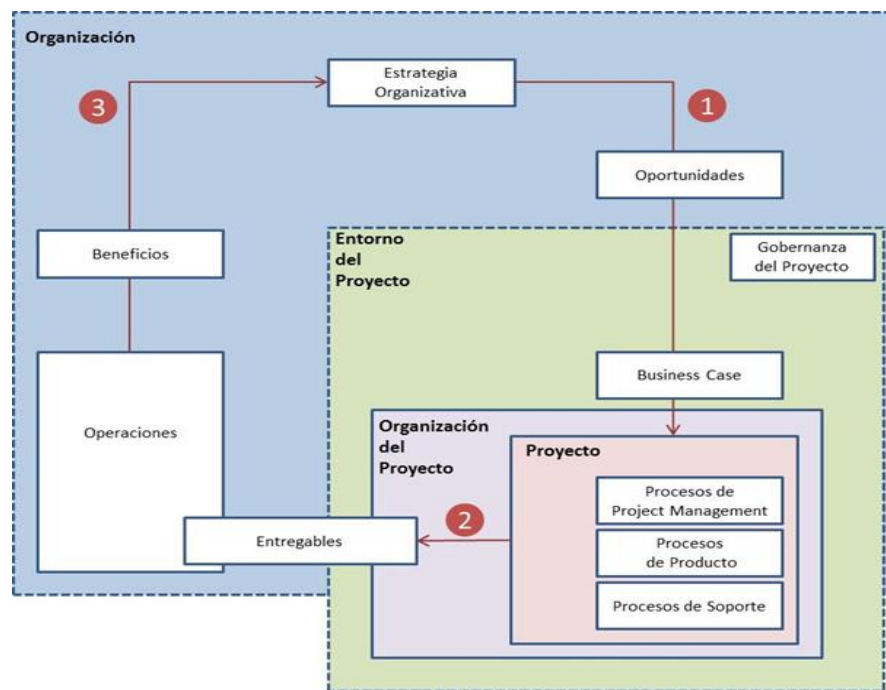 Organización
Estrategia
Organizativa
3
1
Oportunidades
Entorno
del
Proyecto
Gobernanza
del Proyecto
Beneficios
Business Case
Operaciones
Organización
del
Proyecto
Proyecto
Procesos de
Project Management
2
Entregables
Procesos
de Producto
Procesos de Soporte